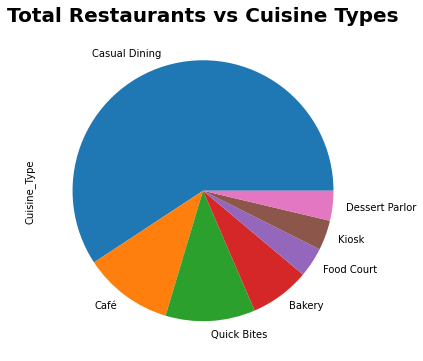 Total Restaurants vs Cuisine Types
Casual Dining
Cuisine_Type
Dessert Parlor
Kiosk
Food Court
Café
Bakery
Quick Bites